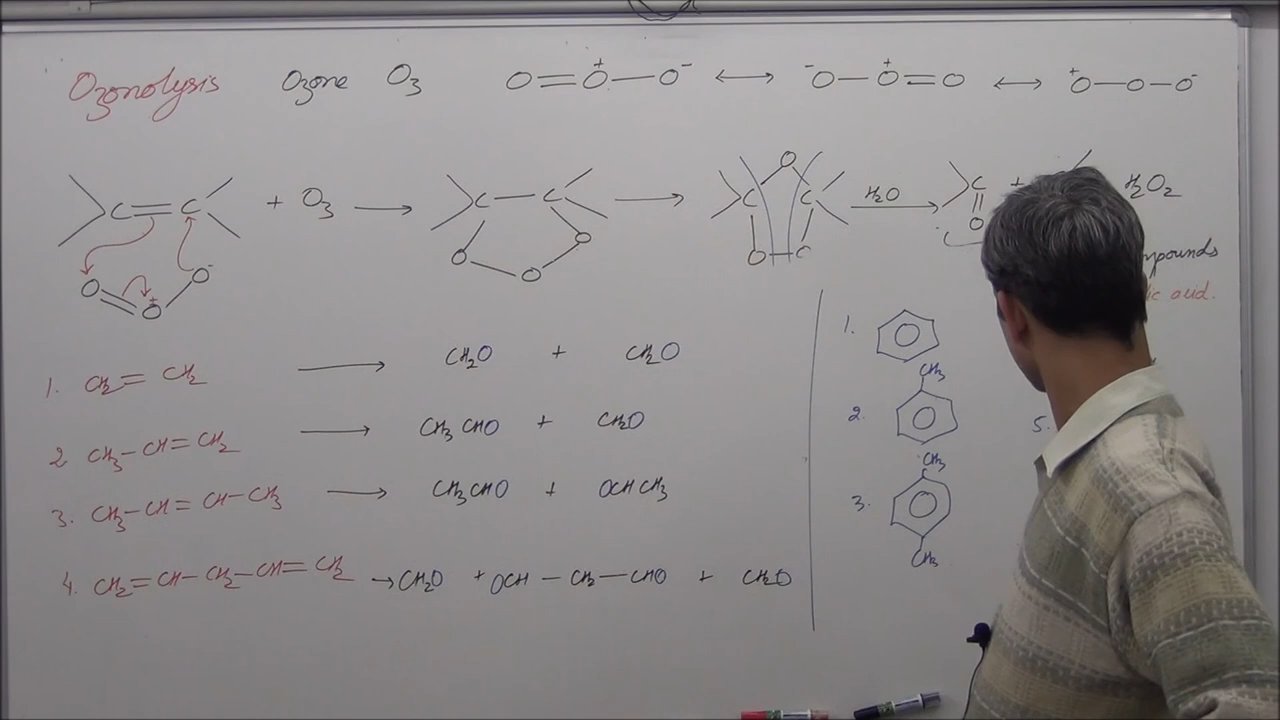 Ozonolysis Ozone O3 O=O⁺—O⁻ ↔ ⁻O—O⁺=O ↔ ⁺O—O—O⁻
C=C + O3 → C—C → C C H2O → C + H2O2
O O⁺ O⁻ O O O O O C O
1. CH2=CH2 → CH2O + CH2O
2 CH3-CH=CH2 → CH3CHO + CH2O
3. CH3-CH=CH-CH3 → CH3CHO + OCHCH3
4. CH2=CH-CH2-CH=CH2 → CH2O + OCH—CH2—CHO + CH2O
1.
2. CH3
3. CH3
CH3
5.
acid.